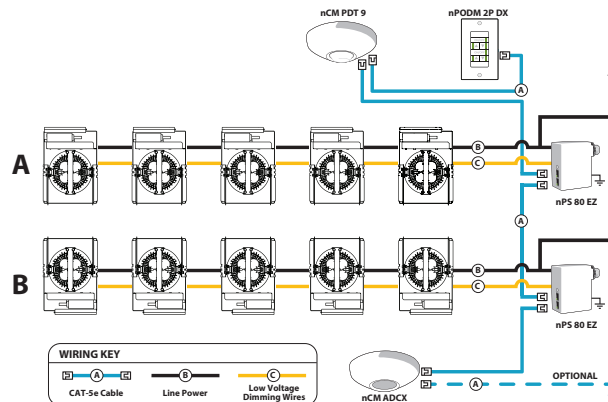 nCM PDT 9
nPODM 2P DX
A
A
B
C
nPS 80 EZ
A
B
B
C
nPS 80 EZ
WIRING KEY
A
B
C
CAT-5e Cable
Line Power
Low Voltage
Dimming Wires
nCM ADCX
A
OPTIONAL